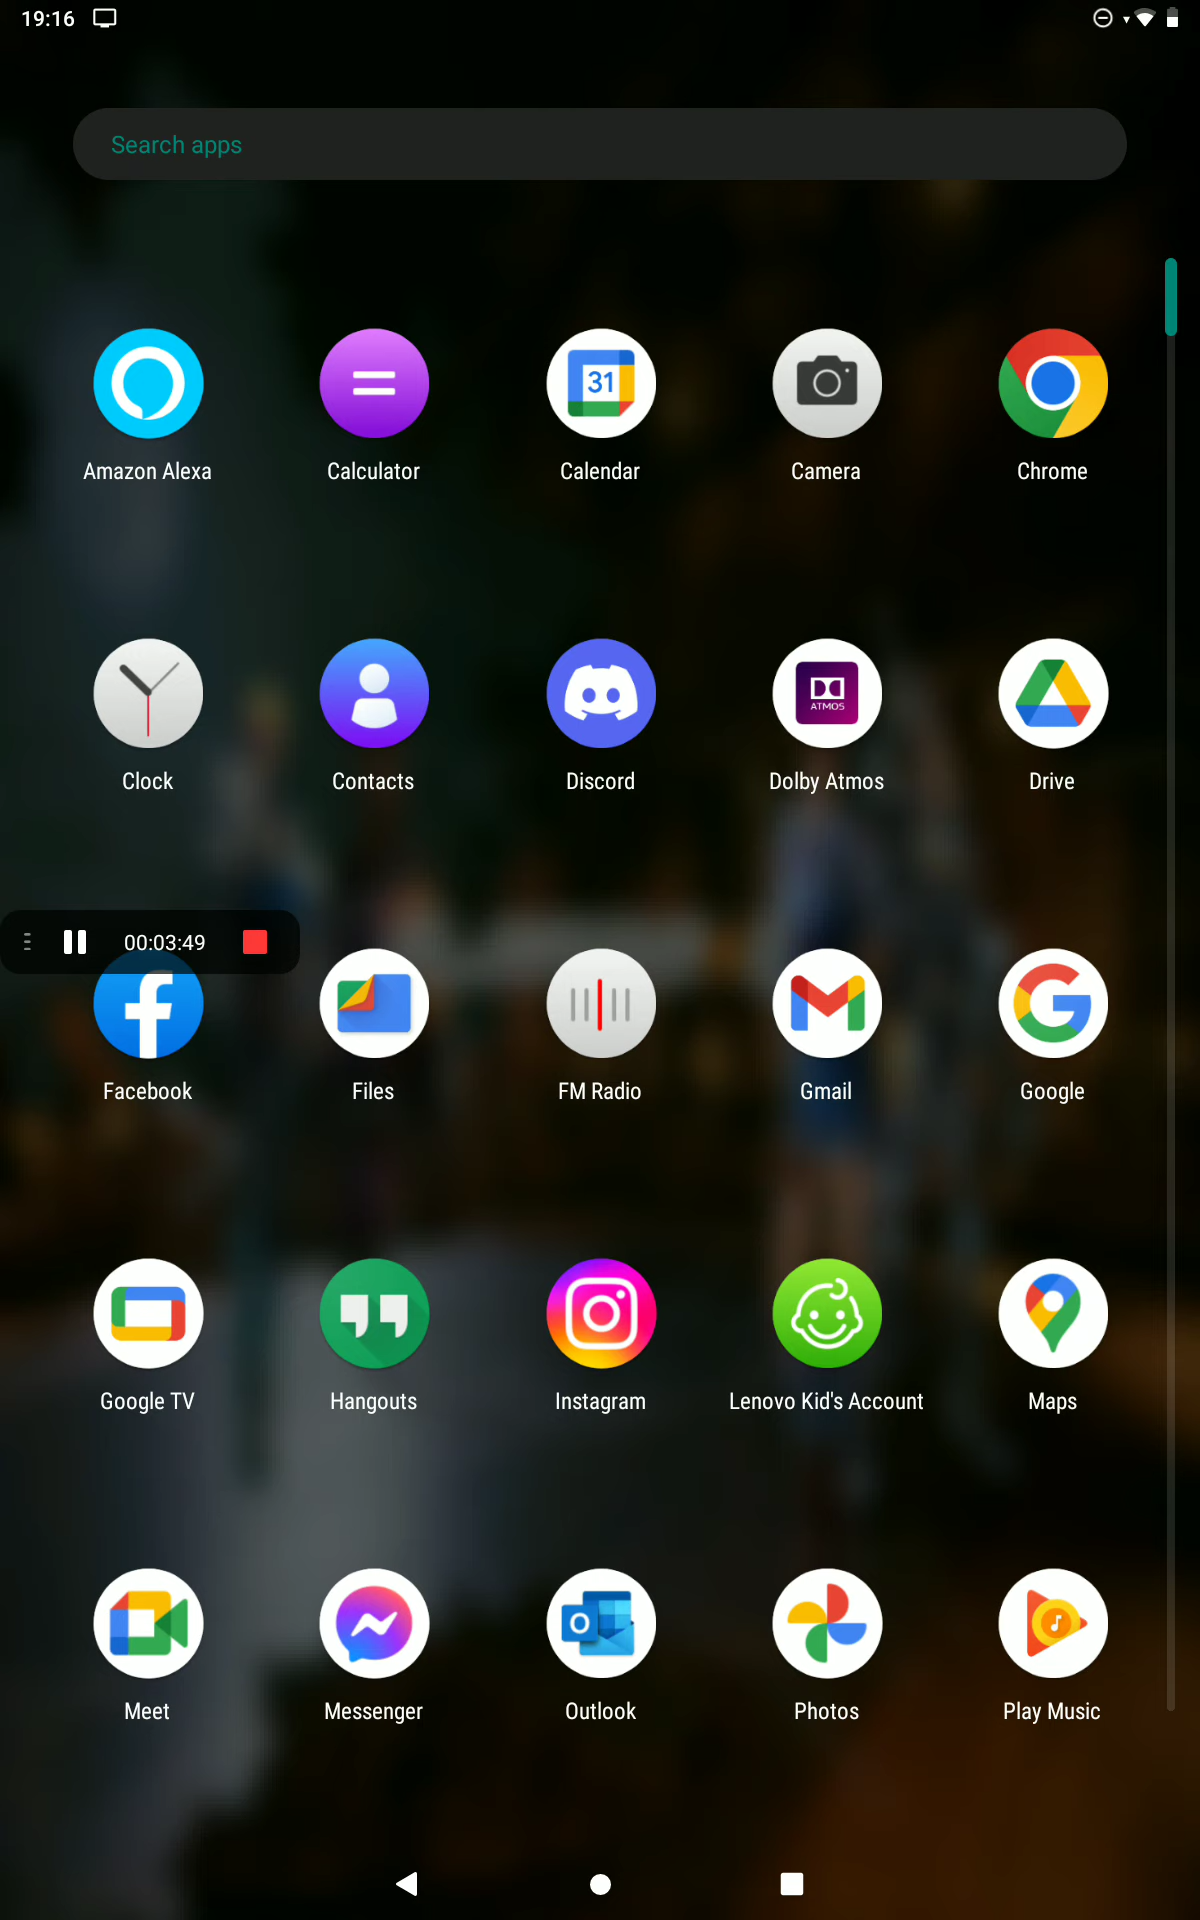 19:16
Search apps
31
Amazon Alexa
Calculator
Calendar
Camera
Chrome
ATMOS
Clock
Contacts
Discord
Dolby Atmos
Drive
00:03:49
Facebook
Files
FM Radio
Gmail
Google
Google TV
Hangouts
Instagram
Lenovo Kid's Account
Maps
Meet
Messenger
Outlook
Photos
Play Music